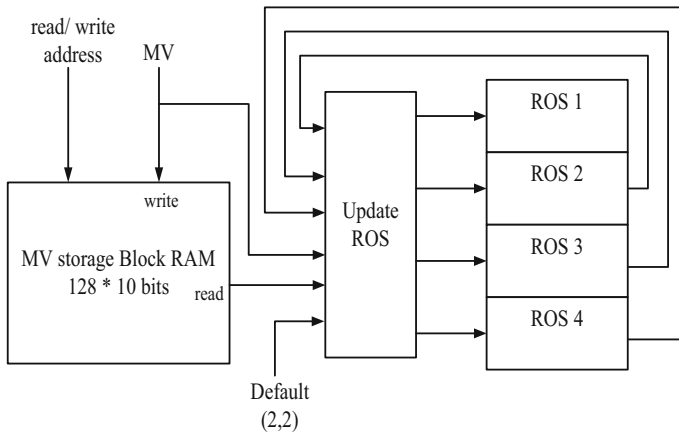 read/ write
address
MV
write
MV storage Block RAM
128 * 10 bits
read
Default
(2,2)
Update
ROS
ROS 1
ROS 2
ROS 3
ROS 4